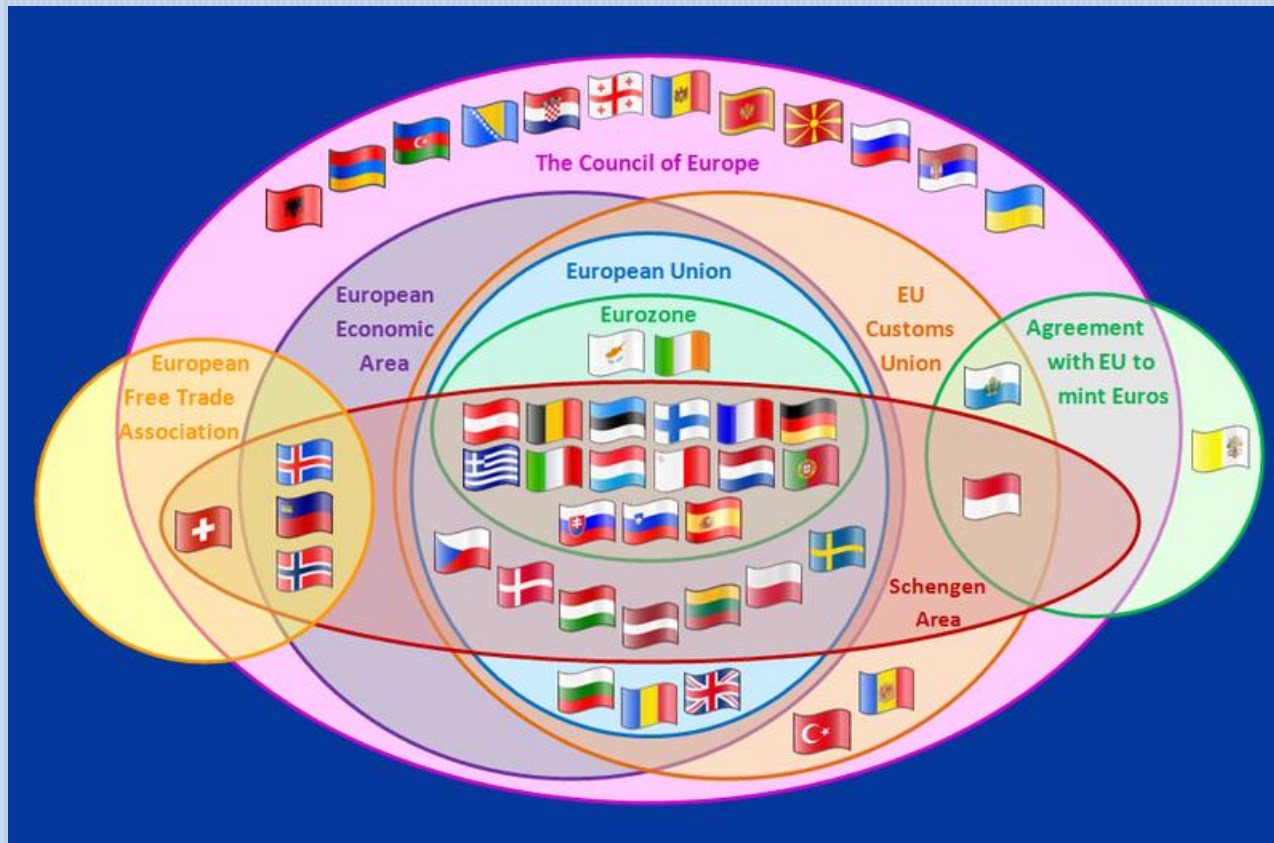 The Council of Europe
European Union
European
Economic
Area
EU
Customs
Union
Eurozone
Agreement
with EU to
mint Euros
European
Free Trade
Association
Schengen
Area